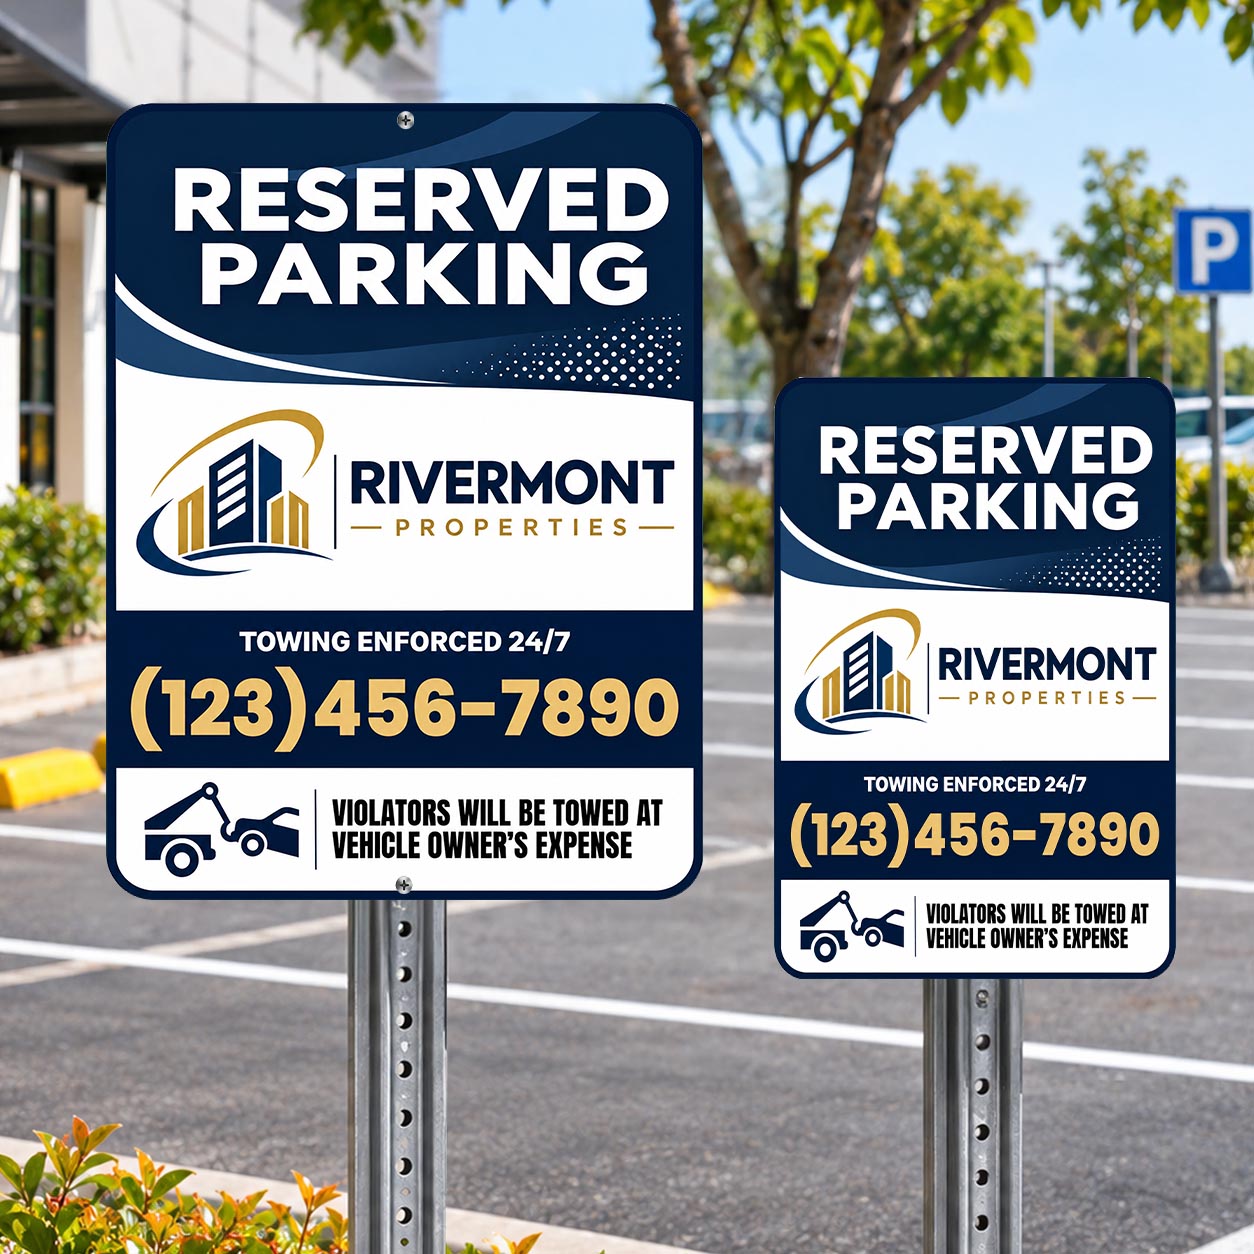 RESERVED
PARKING
RIVERMONT
PROPERTIES
TOWING ENFORCED 24/7
(123)456-7890
VIOLATORS WILL BE TOWED AT
VEHICLE OWNER'S EXPENSE
RESERVED
PARKING
RIVERMONT
PROPERTIES
TOWING ENFORCED 24/7
(123)456-7890
VIOLATORS WILL BE TOWED AT
VEHICLE OWNER'S EXPENSE
P